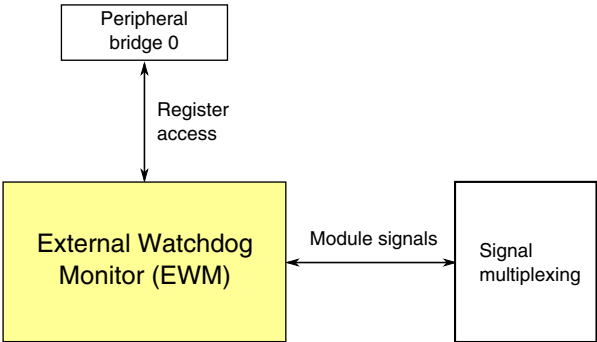 Peripheral
bridge 0
Register
access
External Watchdog
Monitor (EWM)
Module signals
Signal
multiplexing